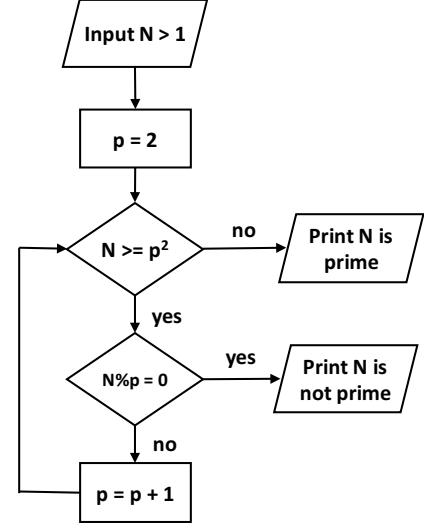 Input N > 1
p = 2
N >= p²
no
Print N is
prime
yes
N%p = 0
yes
Print N is
not prime
no
p = p + 1